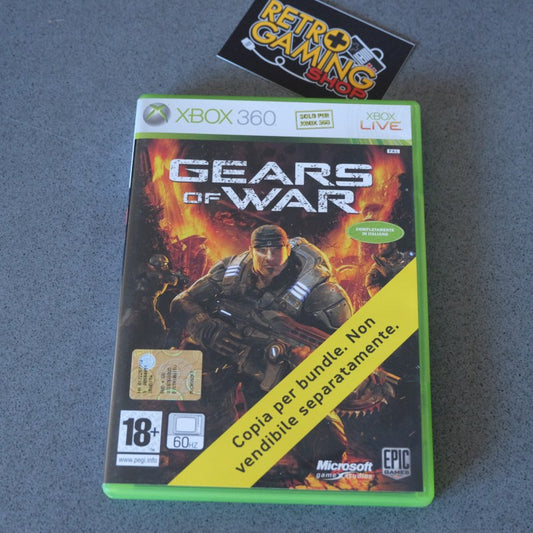 RETRO
GAMING
SHOP
XBOX 360
SOLO PER
XBOX 360
XBOX
LIVE
PAL
GEARS
OF WAR
COMPLETAMENTE
IN ITALIANO
Copia per bundle. Non
vendibile separatamente.
18+
www.pegi.info
60HZ
Microsoft
game studios
EPIC
GAMES